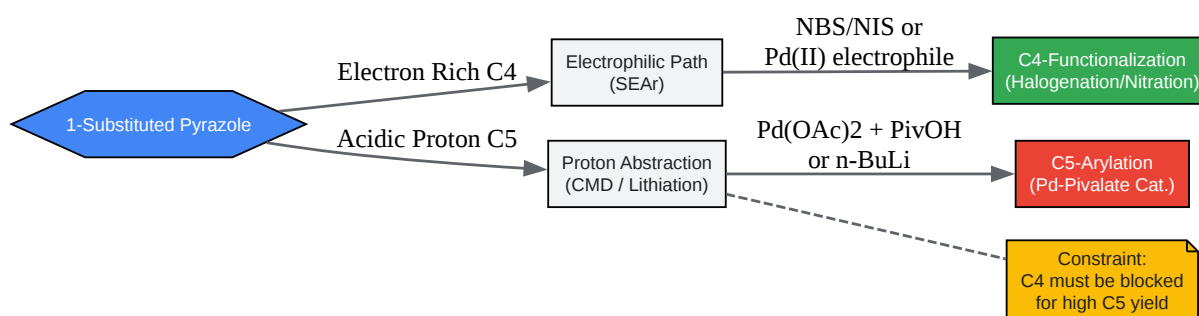 1-Substituted Pyrazole
Electron Rich C4
Acidic Proton C5
Electrophilic Path
(SEAr)
Proton Abstraction
(CMD / Lithiation)
NBS/NIS or
Pd(II) electrophile
Pd(OAc)2 + PivOH
or n-BuLi
C4-Functionalization
(Halogenation/Nitration)
C5-Arylation
(Pd-Pivalate Cat.)
Constraint:
C4 must be blocked
for high C5 yield